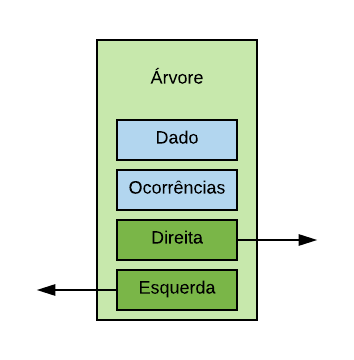 Árvore
Dado
Ocorrências
Direita
Esquerda